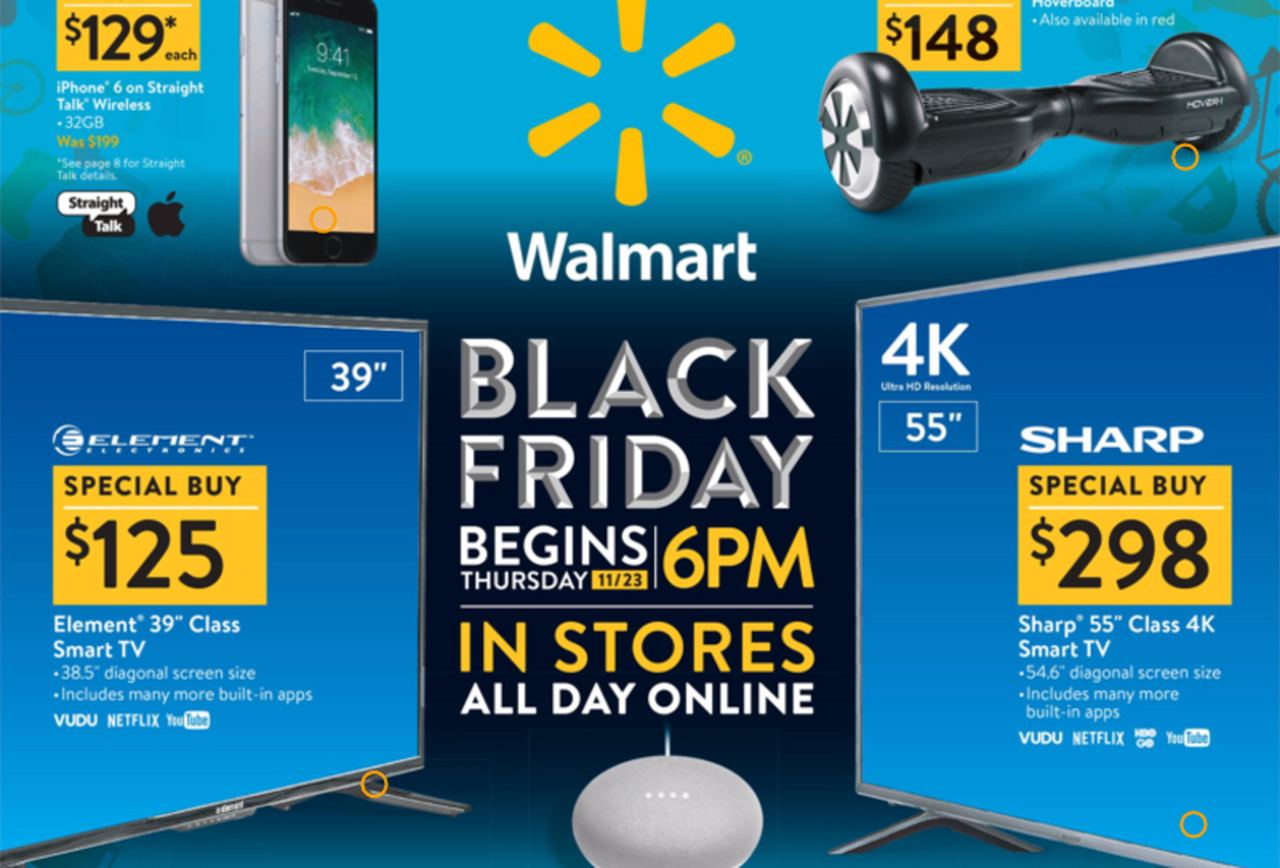 $129*
each
iPhone® 6 on Straight
Talk® Wireless
• 32GB
Was $199
*See page 8 for Straight
Talk details.
Straight
Talk
9:41
®
Walmart
$148
Hoverboard
• Also available in red
HOVER-1
BLACK
FRIDAY
BEGINS
THURSDAY 11/23
6PM
IN STORES
ALL DAY ONLINE
39"
ELEMENT
ELECTRONICS
SPECIAL BUY
$125
Element® 39" Class
Smart TV
• 38.5" diagonal screen size
• Includes many more built-in apps
VUDU NETFLIX YouTube
4K
Ultra HD Resolution
55"
SHARP
SPECIAL BUY
$298
Sharp® 55" Class 4K
Smart TV
• 54.6" diagonal screen size
• Includes many more
built-in apps
VUDU NETFLIX HBO GO YouTube